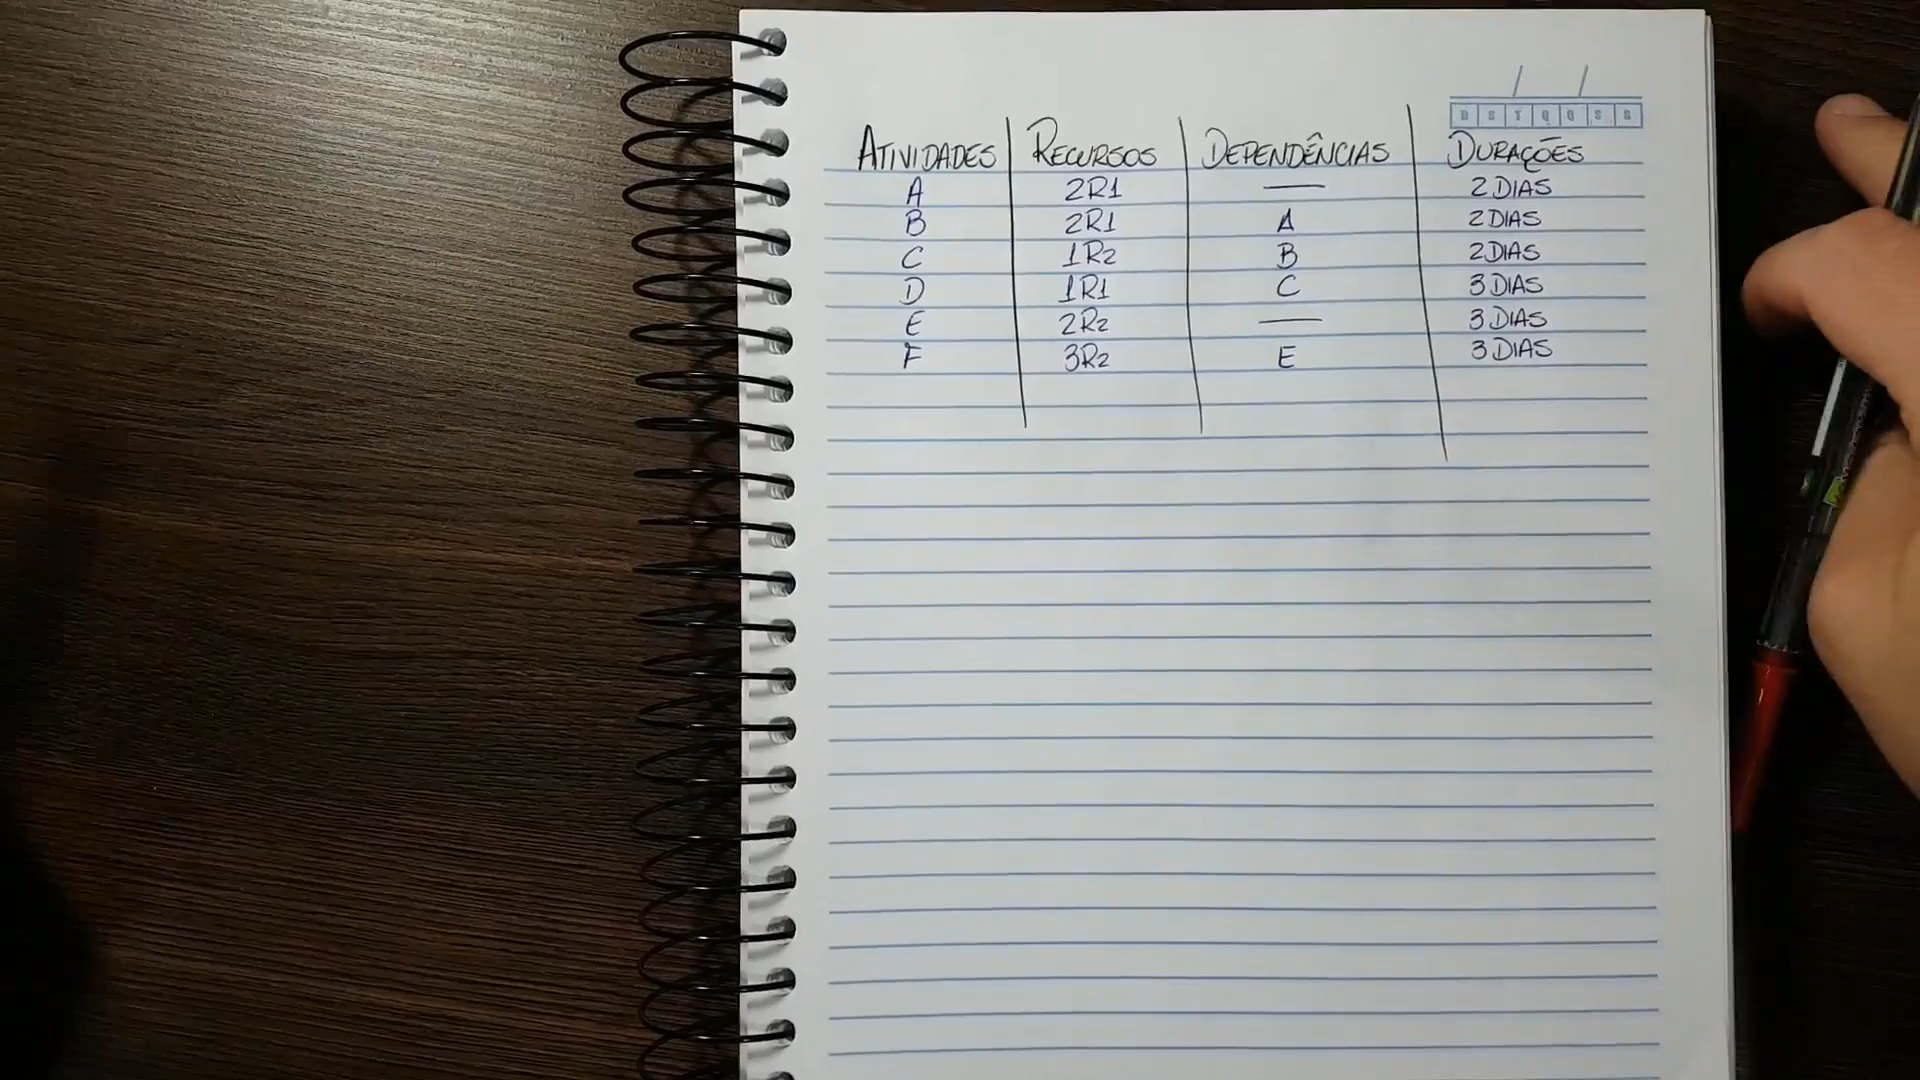 / /
D S T Q Q S S
ATIVIDADES RECURSOS DEPENDÊNCIAS DURAÇÕES
A 2R1 — 2 DIAS
B 2R1 A 2 DIAS
C 1R2 B 2 DIAS
D 1R1 C 3 DIAS
E 2R2 — 3 DIAS
F 3R2 E 3 DIAS